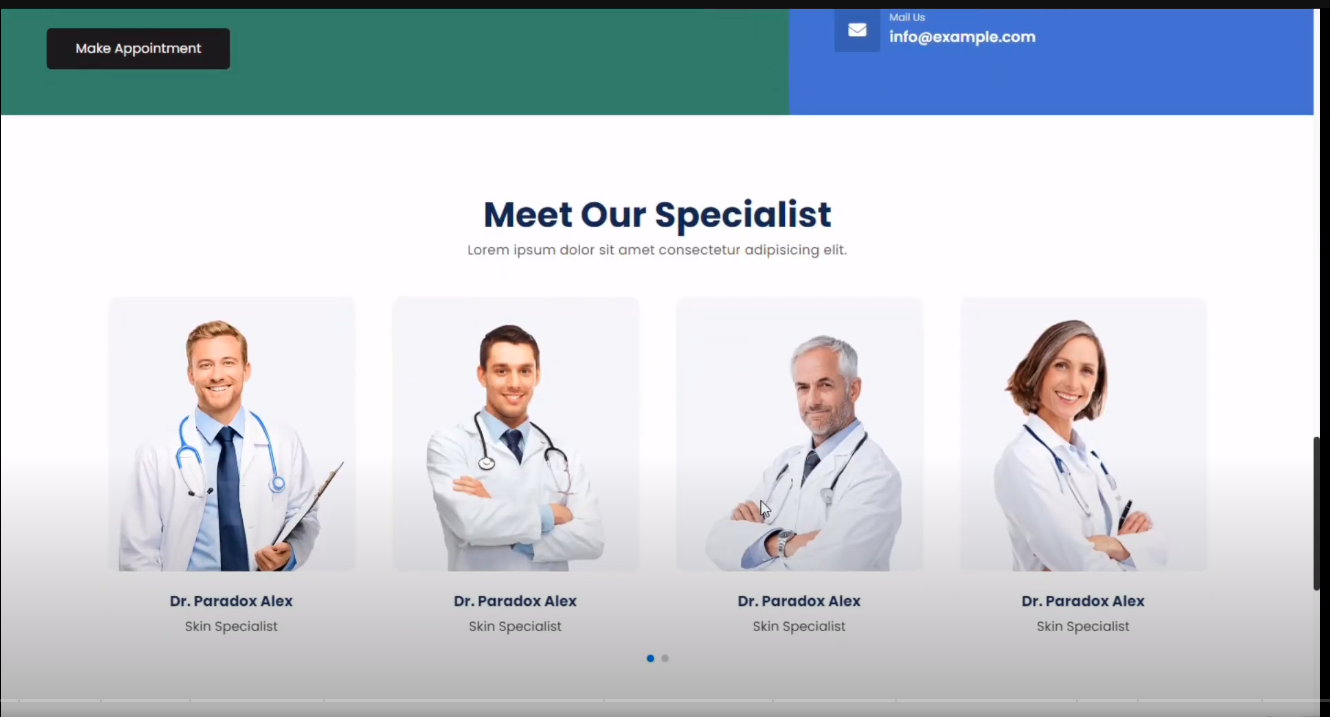 Mail Us
Make Appointment
info@example.com
Meet Our Specialist
Lorem ipsum dolor sit amet consectetur adipisicing elit.
Dr. Paradox Alex
Skin Specialist
Dr. Paradox Alex
Skin Specialist
Dr. Paradox Alex
Skin Specialist
Dr. Paradox Alex
Skin Specialist